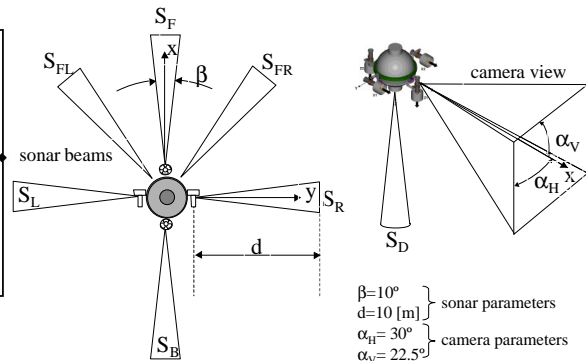 S_F
x
S_FL
β
S_FR
sonar beams
S_L
y
S_R
d
S_B
camera view
α_V
x
α_H
S_D
β=10º
d=10 [m]
sonar parameters
α_H= 30º
camera parameters
α_V= 22.5º